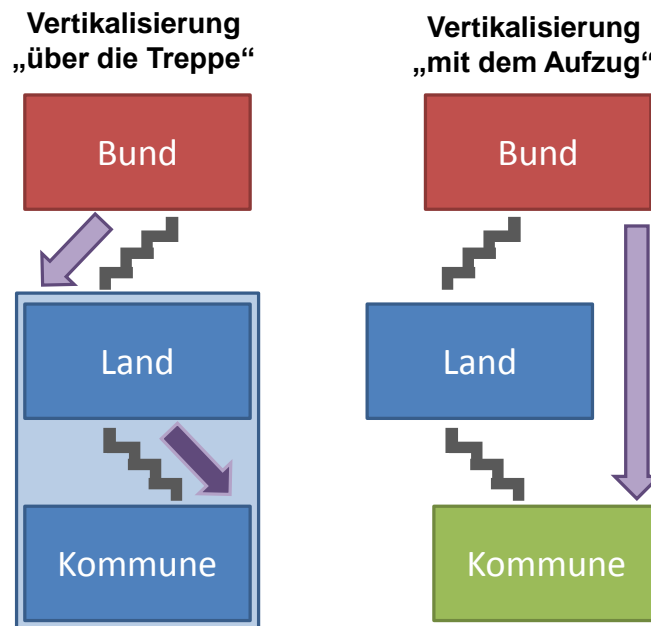 Vertikalisierung
„über die Treppe“
Bund
Land
Kommune
Vertikalisierung
„mit dem Aufzug“
Bund
Land
Kommune